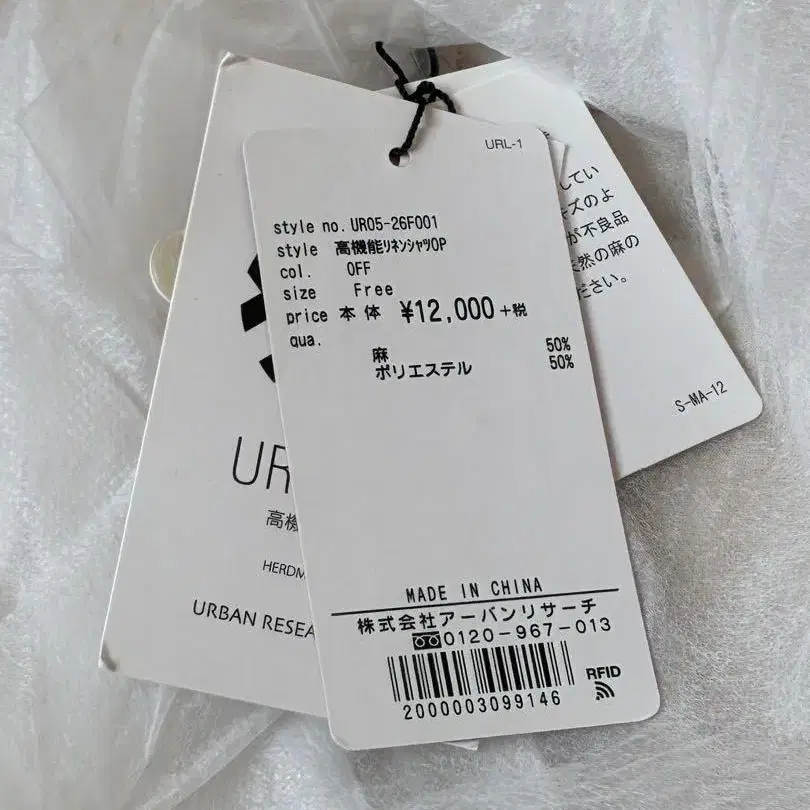 URL-1
style no. UR05-26F001
style 高機能リネンシャツOP
col. OFF
size Free
price 本体 ¥12,000+税
qua.
麻 50%
ポリエステル 50%
MADE IN CHINA
株式会社アーバンリサーチ
0120-967-013
RFID
2000003099146
UR
高機
HERDM
URBAN RESEA
してい
キズのよ
が不良品
然の麻の
ださい。
S-MA-12